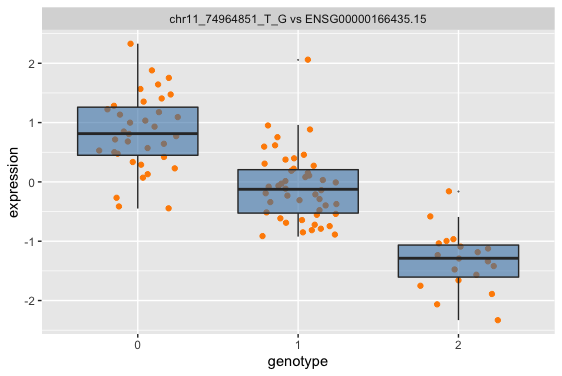 chr11_74964851_T_G vs ENSG00000166435.15
2
1
0
-1
-2
expression
0 1 2
genotype